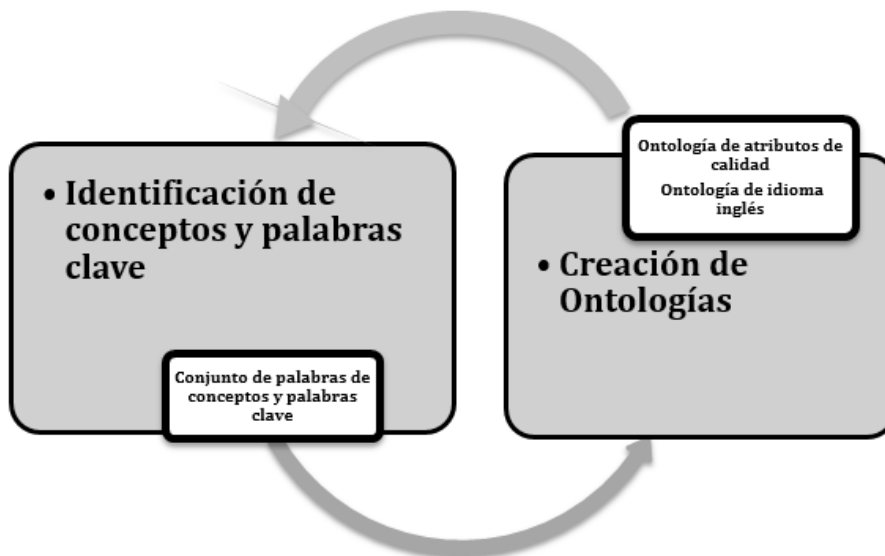 • Identificación de
conceptos y palabras
clave
Conjunto de palabras de
conceptos y palabras
clave
Ontología de atributos de
calidad
Ontología de idioma
inglés
• Creación de
Ontologías